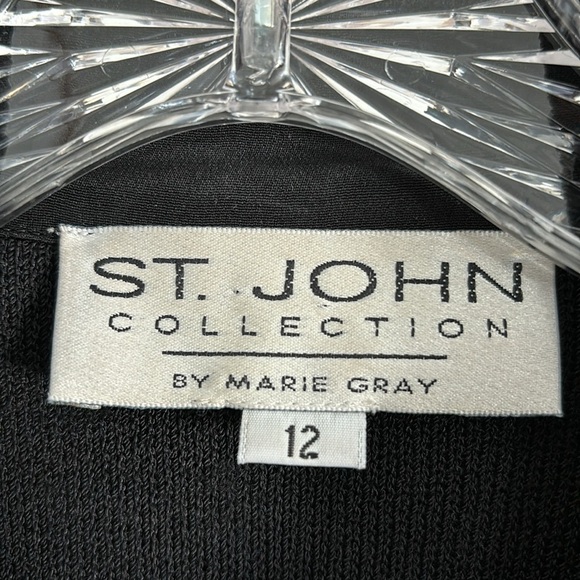 ST. JOHN
COLLECTION
BY MARIE GRAY
12